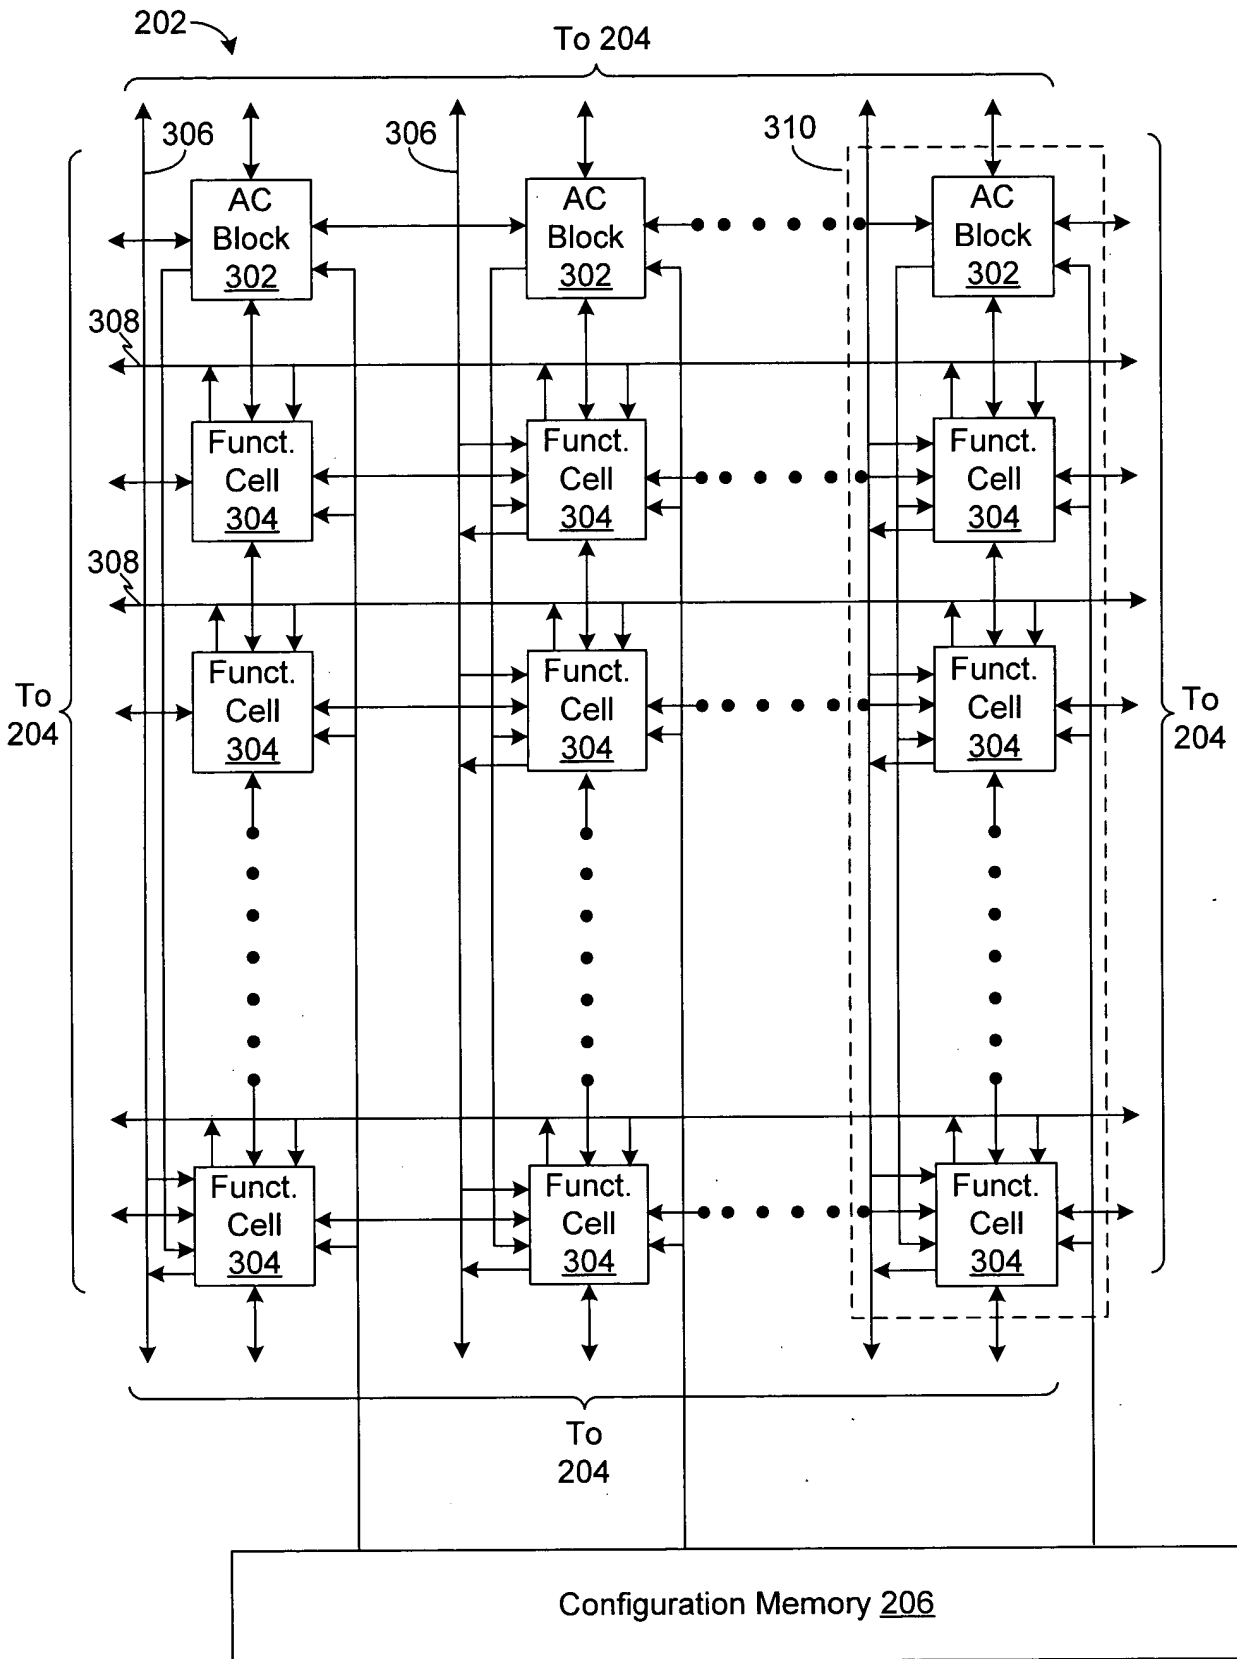 202
To 204
306
306
310
AC
Block
302
AC
Block
302
AC
Block
302
308
Funct.
Cell
304
Funct.
Cell
304
Funct.
Cell
304
308
Funct.
Cell
304
Funct.
Cell
304
Funct.
Cell
304
To
204
To
204
Funct.
Cell
304
Funct.
Cell
304
Funct.
Cell
304
To
204
Configuration Memory 206